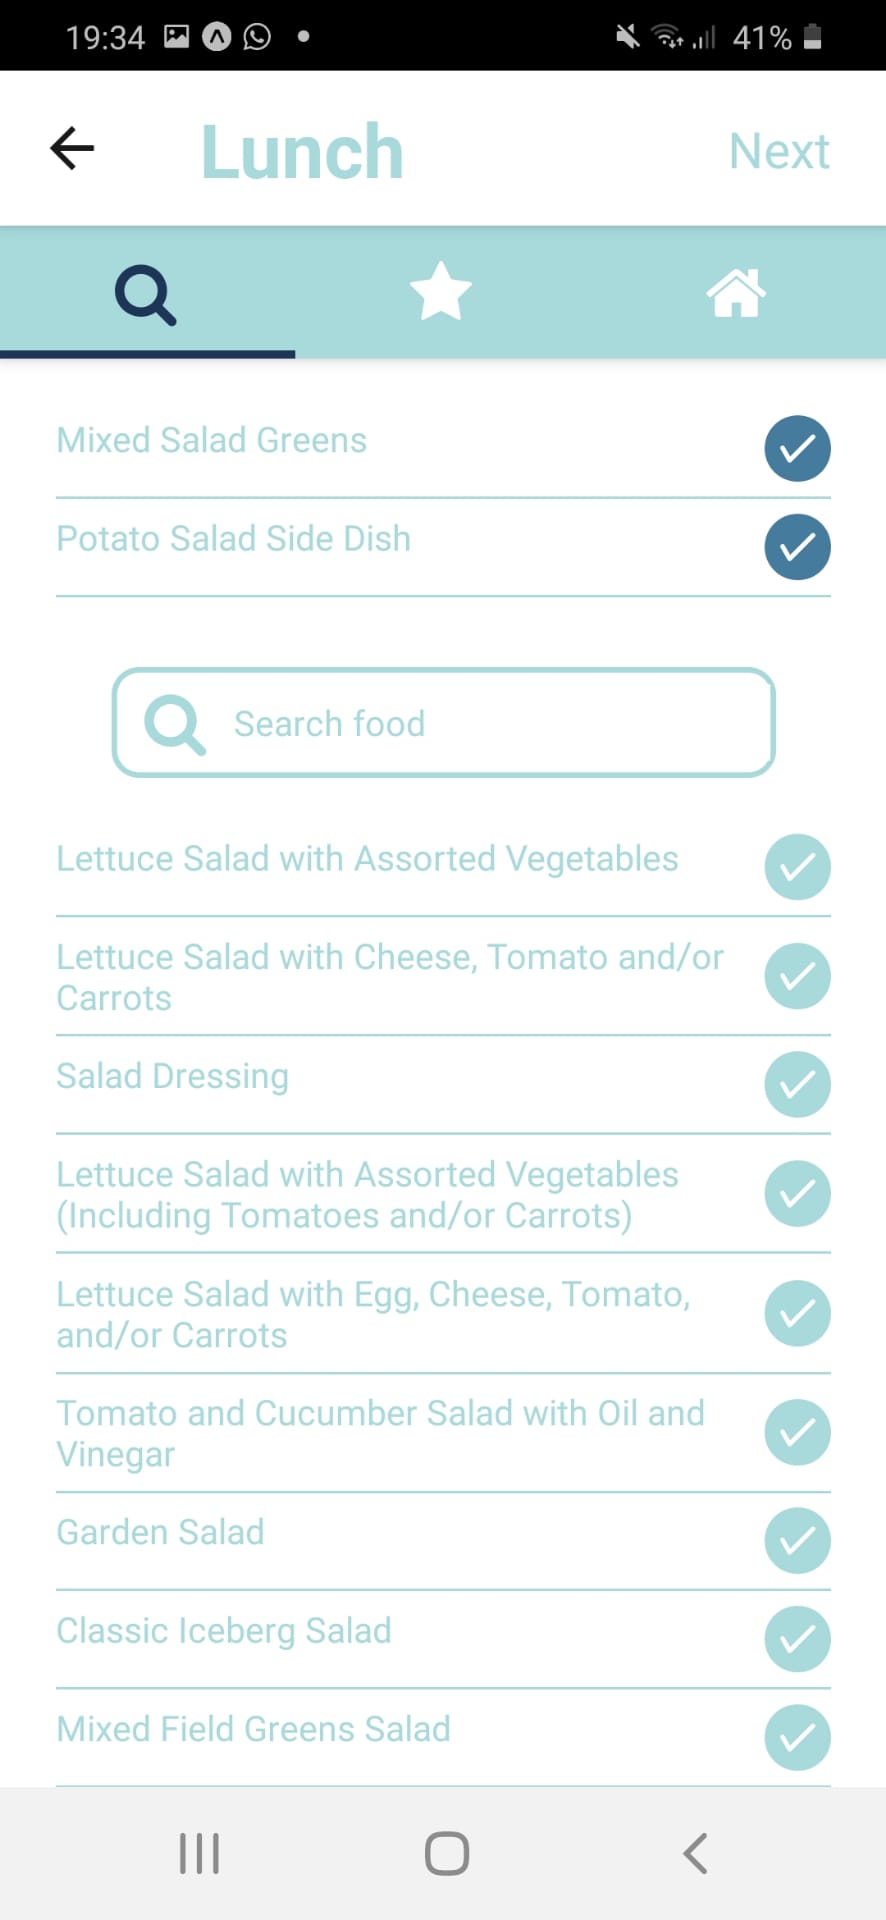 19:34
41%
Lunch
Next
Mixed Salad Greens
Potato Salad Side Dish
Search food
Lettuce Salad with Assorted Vegetables
Lettuce Salad with Cheese, Tomato and/or
Carrots
Salad Dressing
Lettuce Salad with Assorted Vegetables
(Including Tomatoes and/or Carrots)
Lettuce Salad with Egg, Cheese, Tomato,
and/or Carrots
Tomato and Cucumber Salad with Oil and
Vinegar
Garden Salad
Classic Iceberg Salad
Mixed Field Greens Salad